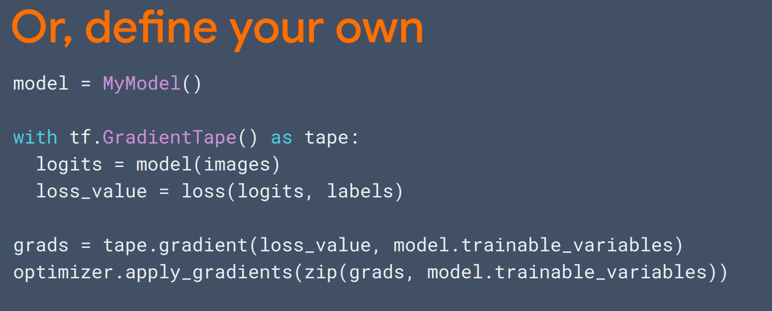 Or, define your own
model = MyModel()
with tf.GradientTape() as tape:
  logits = model(images)
  loss_value = loss(logits, labels)
grads = tape.gradient(loss_value, model.trainable_variables)
optimizer.apply_gradients(zip(grads, model.trainable_variables))